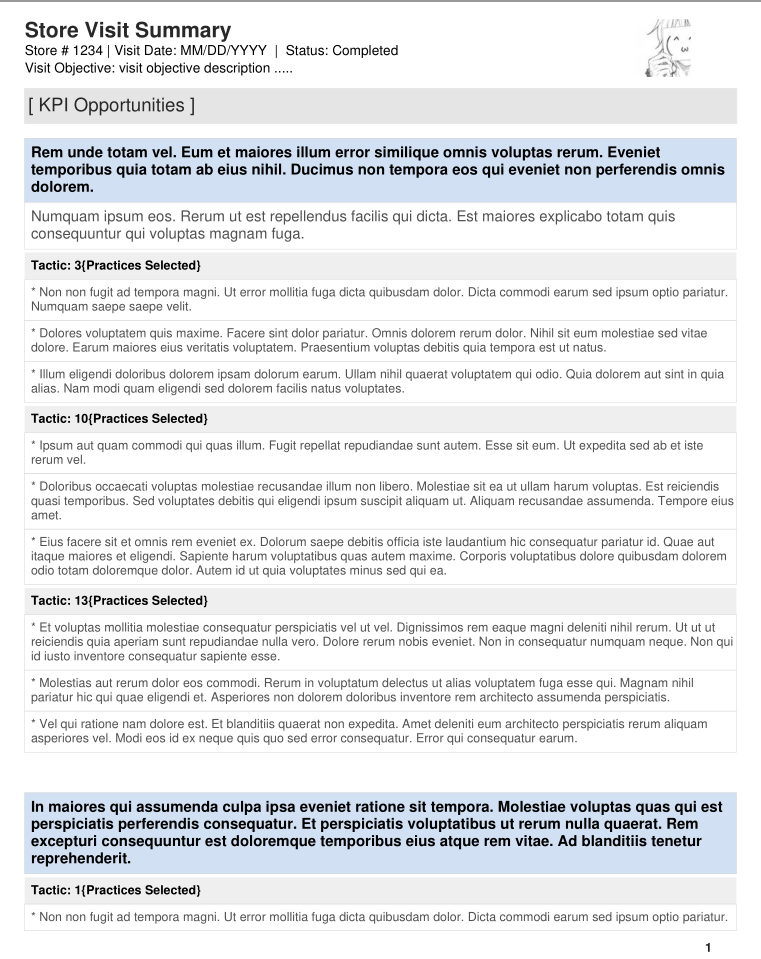 Store Visit Summary
Store # 1234 | Visit Date: MM/DD/YYYY | Status: Completed
Visit Objective: visit objective description .....
[ KPI Opportunities ]
Rem unde totam vel. Eum et maiores illum error similique omnis voluptas rerum. Eveniet
temporibus quia totam ab eius nihil. Ducimus non tempora eos qui eveniet non perferendis omnis
dolorem.
Numquam ipsum eos. Rerum ut est repellendus facilis qui dicta. Est maiores explicabo totam quis
consequuntur qui voluptas magnam fuga.
Tactic: 3{Practices Selected}
* Non non fugit ad tempora magni. Ut error mollitia fuga dicta quibusdam dolor. Dicta commodi earum sed ipsum optio pariatur.
Numquam saepe saepe velit.
* Dolores voluptatem quis maxime. Facere sint dolor pariatur. Omnis dolorem rerum dolor. Nihil sit eum molestiae sed vitae
dolore. Earum maiores eius veritatis voluptatem. Praesentium voluptas debitis quia tempora est ut natus.
* Illum eligendi doloribus dolorem ipsam dolorum earum. Ullam nihil quaerat voluptatem qui odio. Quia dolorem aut sint in quia
alias. Nam modi quam eligendi sed dolorem facilis natus voluptates.
Tactic: 10{Practices Selected}
* Ipsum aut quam commodi qui quas illum. Fugit repellat repudiandae sunt autem. Esse sit eum. Ut expedita sed ab et iste
rerum vel.
* Doloribus occaecati voluptas molestiae recusandae illum non libero. Molestiae sit ea ut ullam harum voluptas. Est reiciendis
quasi temporibus. Sed voluptates debitis qui eligendi ipsum suscipit aliquam ut. Aliquam recusandae assumenda. Tempore eius
amet.
* Eius facere sit et omnis rem eveniet ex. Dolorum saepe debitis officia iste laudantium hic consequatur pariatur id. Quae aut
itaque maiores et eligendi. Sapiente harum voluptatibus quas autem maxime. Corporis voluptatibus dolore quibusdam dolorem
odio totam doloremque dolor. Autem id ut quia voluptates minus sed qui ea.
Tactic: 13{Practices Selected}
* Et voluptas mollitia molestiae consequatur perspiciatis vel ut vel. Dignissimos rem eaque magni deleniti nihil rerum. Ut ut ut
reiciendis quia aperiam sunt repudiandae nulla vero. Dolore rerum nobis eveniet. Non in consequatur numquam neque. Non qui
id iusto inventore consequatur sapiente esse.
* Molestias aut rerum dolor eos commodi. Rerum in voluptatum delectus ut alias voluptatem fuga esse qui. Magnam nihil
pariatur hic qui quae eligendi et. Asperiores non dolorem doloribus inventore rem architecto assumenda perspiciatis.
* Vel qui ratione nam dolore est. Et blanditiis quaerat non expedita. Amet deleniti eum architecto perspiciatis rerum aliquam
asperiores vel. Modi eos id ex neque quis quo sed error consequatur. Error qui consequatur earum.
In maiores qui assumenda culpa ipsa eveniet ratione sit tempora. Molestiae voluptas quas qui est
perspiciatis perferendis consequatur. Et perspiciatis voluptatibus ut rerum nulla quaerat. Rem
excepturi consequuntur est doloremque temporibus eius atque rem vitae. Ad blanditiis tenetur
reprehenderit.
Tactic: 1{Practices Selected}
* Non non fugit ad tempora magni. Ut error mollitia fuga dicta quibusdam dolor. Dicta commodi earum sed ipsum optio pariatur.
1